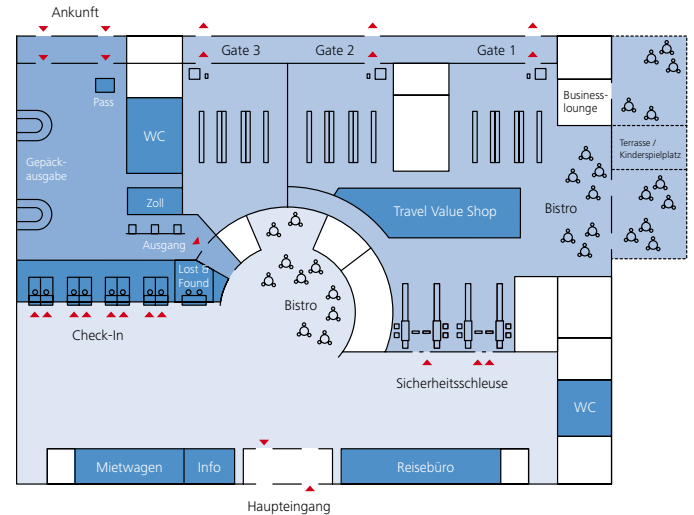 Ankunft
Gate 3
Gate 2
Gate 1
Pass
Business-
lounge
WC
Terrasse /
Kinderspielplatz
Gepäck-
ausgabe
Zoll
Travel Value Shop
Bistro
Ausgang
Lost &
Found
Bistro
Check-In
Sicherheitsschleuse
WC
Mietwagen
Info
Reisebüro
Haupteingang